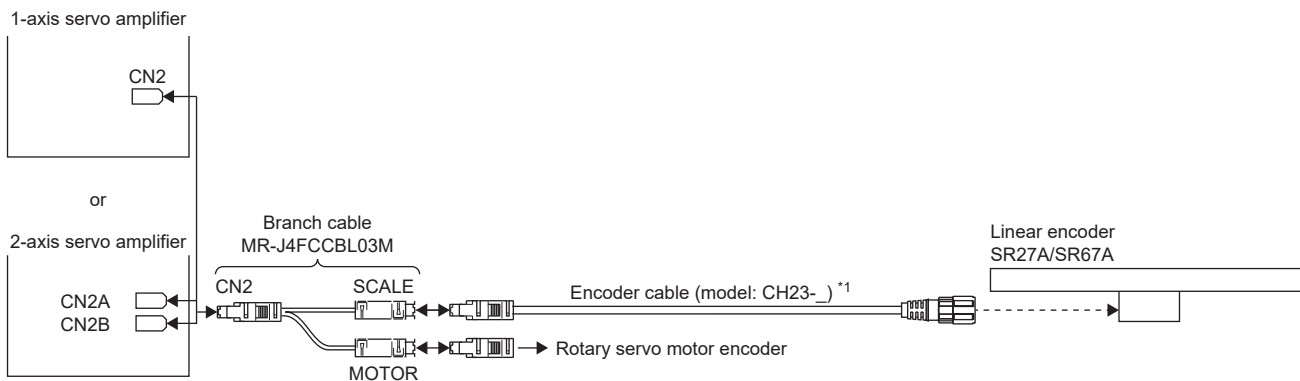 1-axis servo amplifier
CN2
or
2-axis servo amplifier
CN2A
CN2B
Branch cable
MR-J4FCCBL03M
CN2
SCALE
MOTOR
Encoder cable (model: CH23-_) *1
Rotary servo motor encoder
Linear encoder
SR27A/SR67A